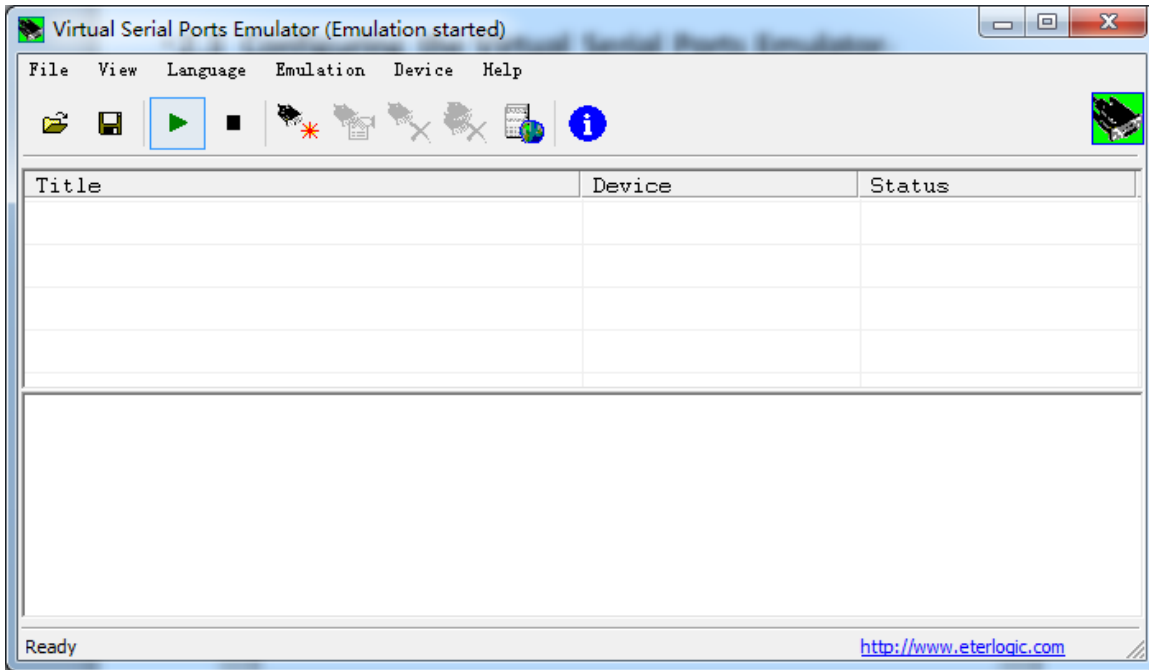 Virtual Serial Ports Emulator (Emulation started)
File View Language Emulation Device Help
Title Device Status
Ready http://www.eterlogic.com